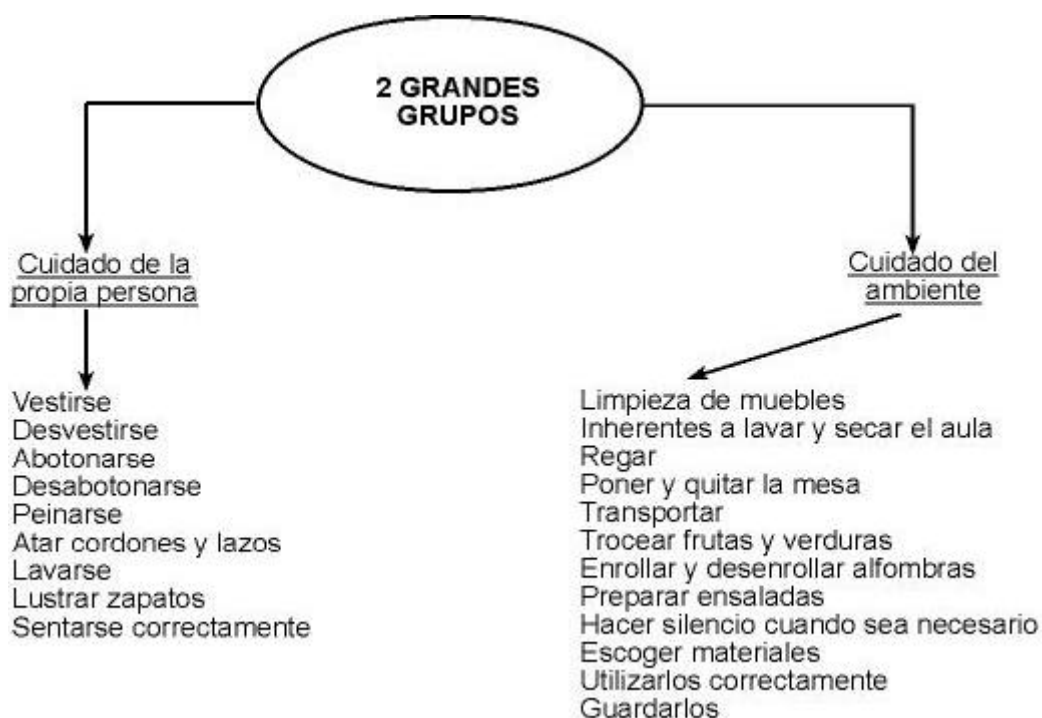 2 GRANDES
GRUPOS
Cuidado de la
propia persona
Vestirse
Desvestirse
Abotonarse
Desabotonarse
Peinarse
Atar cordones y lazos
Lavarse
Lustrar zapatos
Sentarse correctamente
Cuidado del
ambiente
Limpieza de muebles
Inherentes a lavar y secar el aula
Regar
Poner y quitar la mesa
Transportar
Trocear frutas y verduras
Enrollar y desenrollar alfombras
Preparar ensaladas
Hacer silencio cuando sea necesario
Escoger materiales
Utilizarlos correctamente
Guardarlos